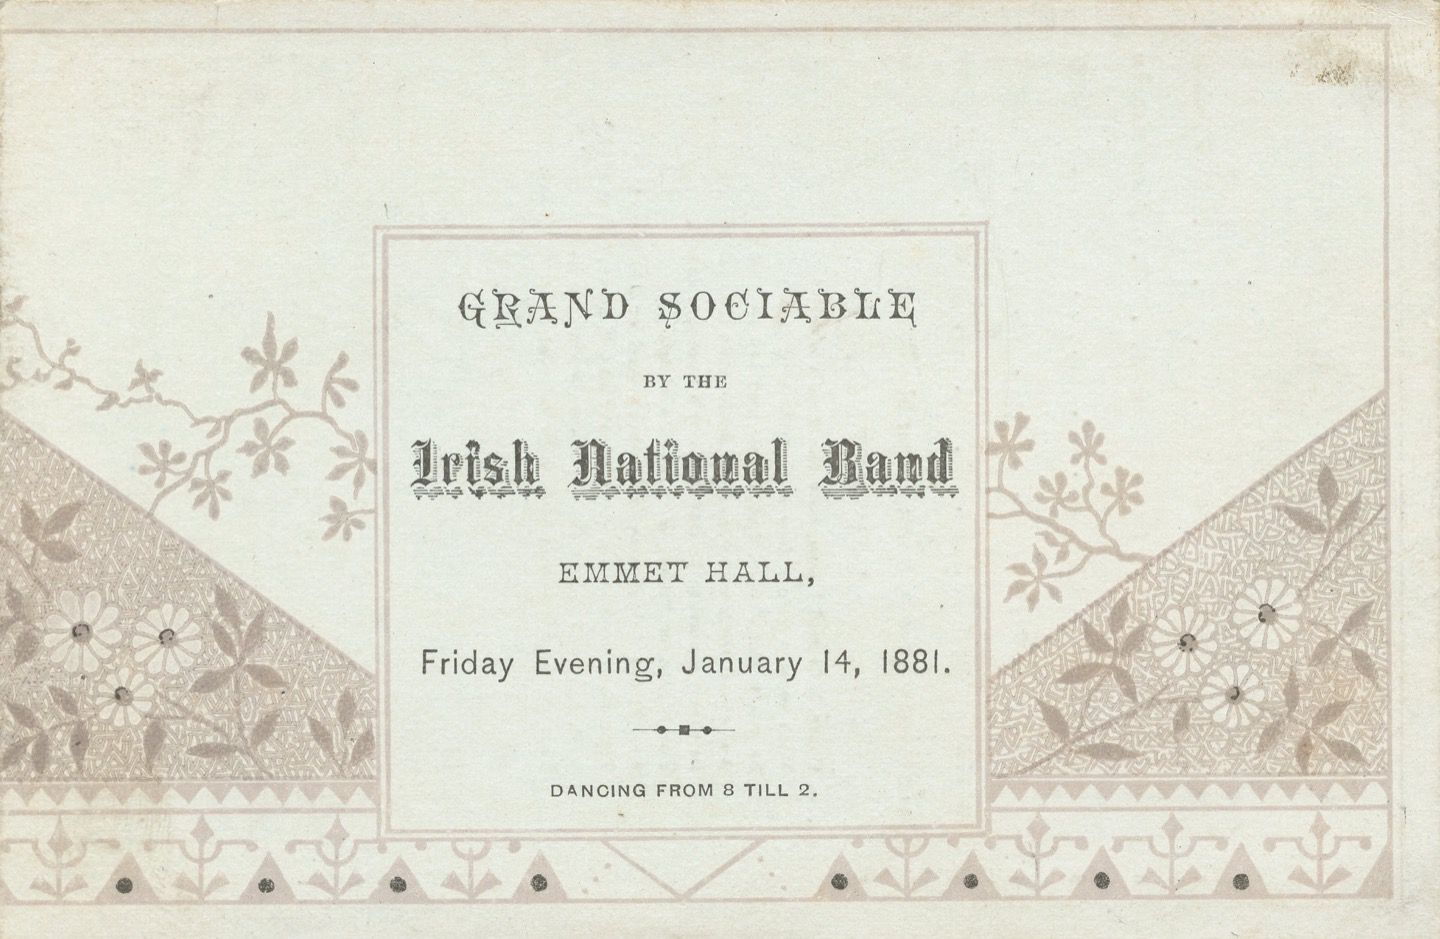 GRAND SOCIABLE
BY THE
Irish National Band
EMMET HALL,
Friday Evening, January 14, 1881.
DANCING FROM 8 TILL 2.